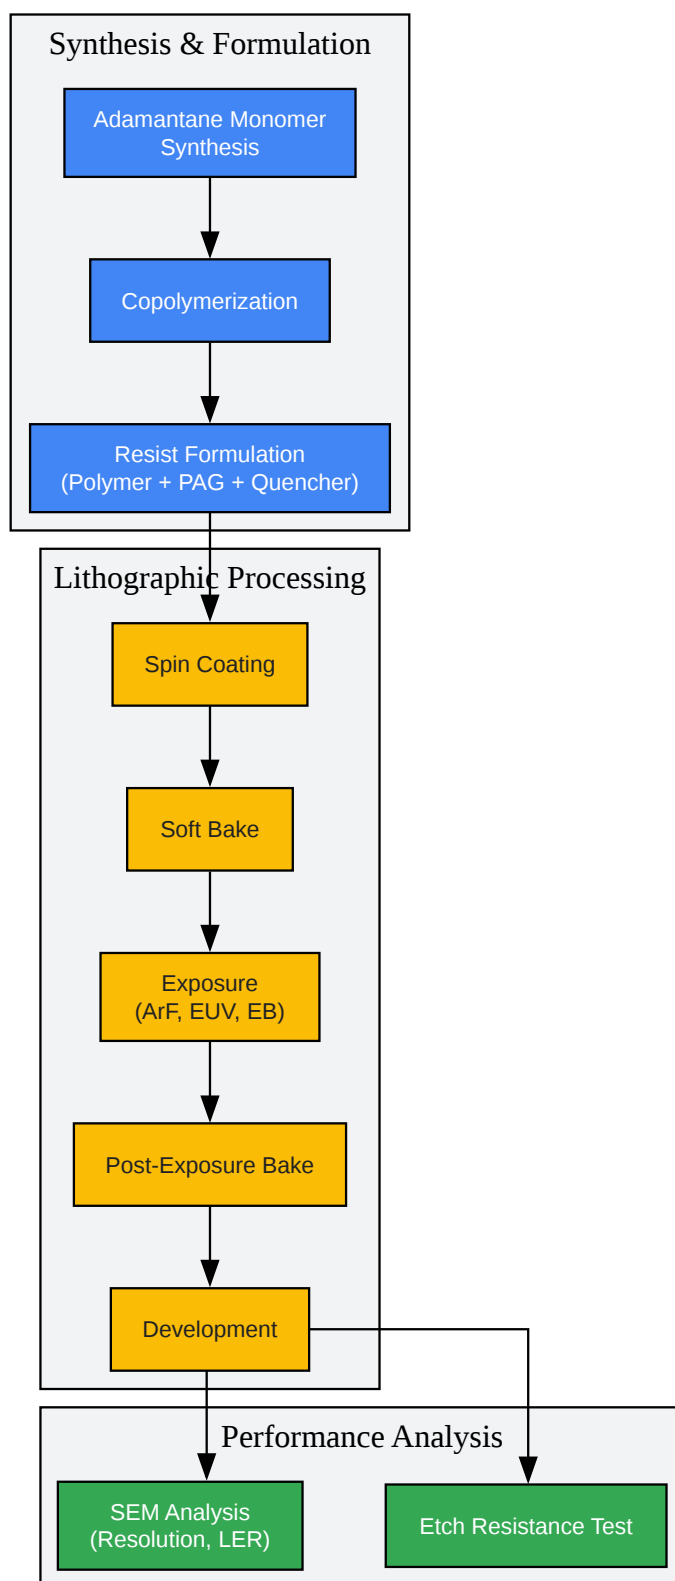 Synthesis & Formulation
Adamantane Monomer
Synthesis
Copolymerization
Resist Formulation
(Polymer + PAG + Quencher)
Lithographic Processing
Spin Coating
Soft Bake
Exposure
(ArF, EUV, EB)
Post-Exposure Bake
Development
Performance Analysis
SEM Analysis
(Resolution, LER)
Etch Resistance Test